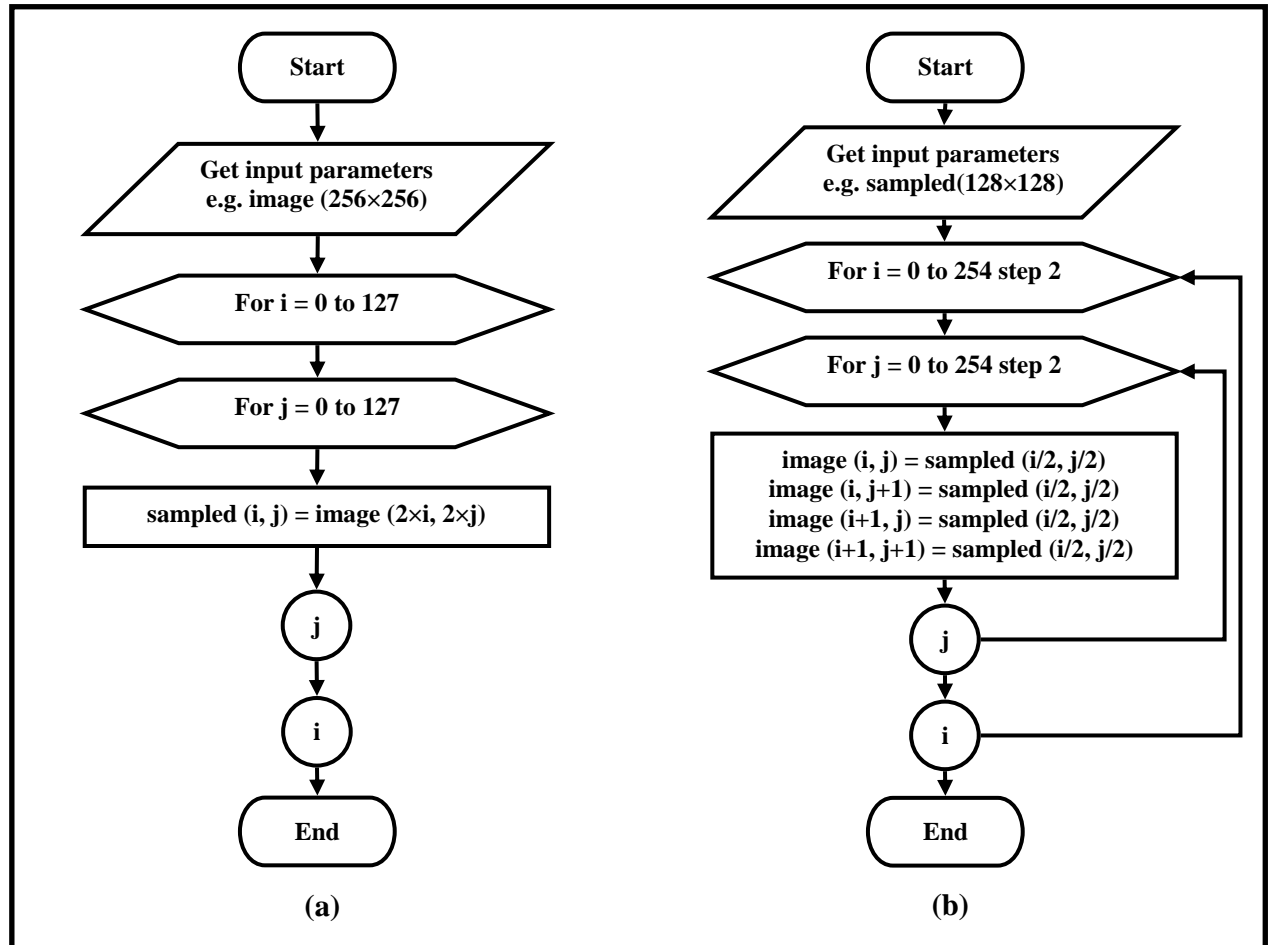 Start
Get input parameters
e.g. image (256×256)
For i = 0 to 127
For j = 0 to 127
sampled (i, j) = image (2×i, 2×j)
j
i
End
(a)
Start
Get input parameters
e.g. sampled(128×128)
For i = 0 to 254 step 2
For j = 0 to 254 step 2
image (i, j) = sampled (i/2, j/2)
image (i, j+1) = sampled (i/2, j/2)
image (i+1, j) = sampled (i/2, j/2)
image (i+1, j+1) = sampled (i/2, j/2)
j
i
End
(b)